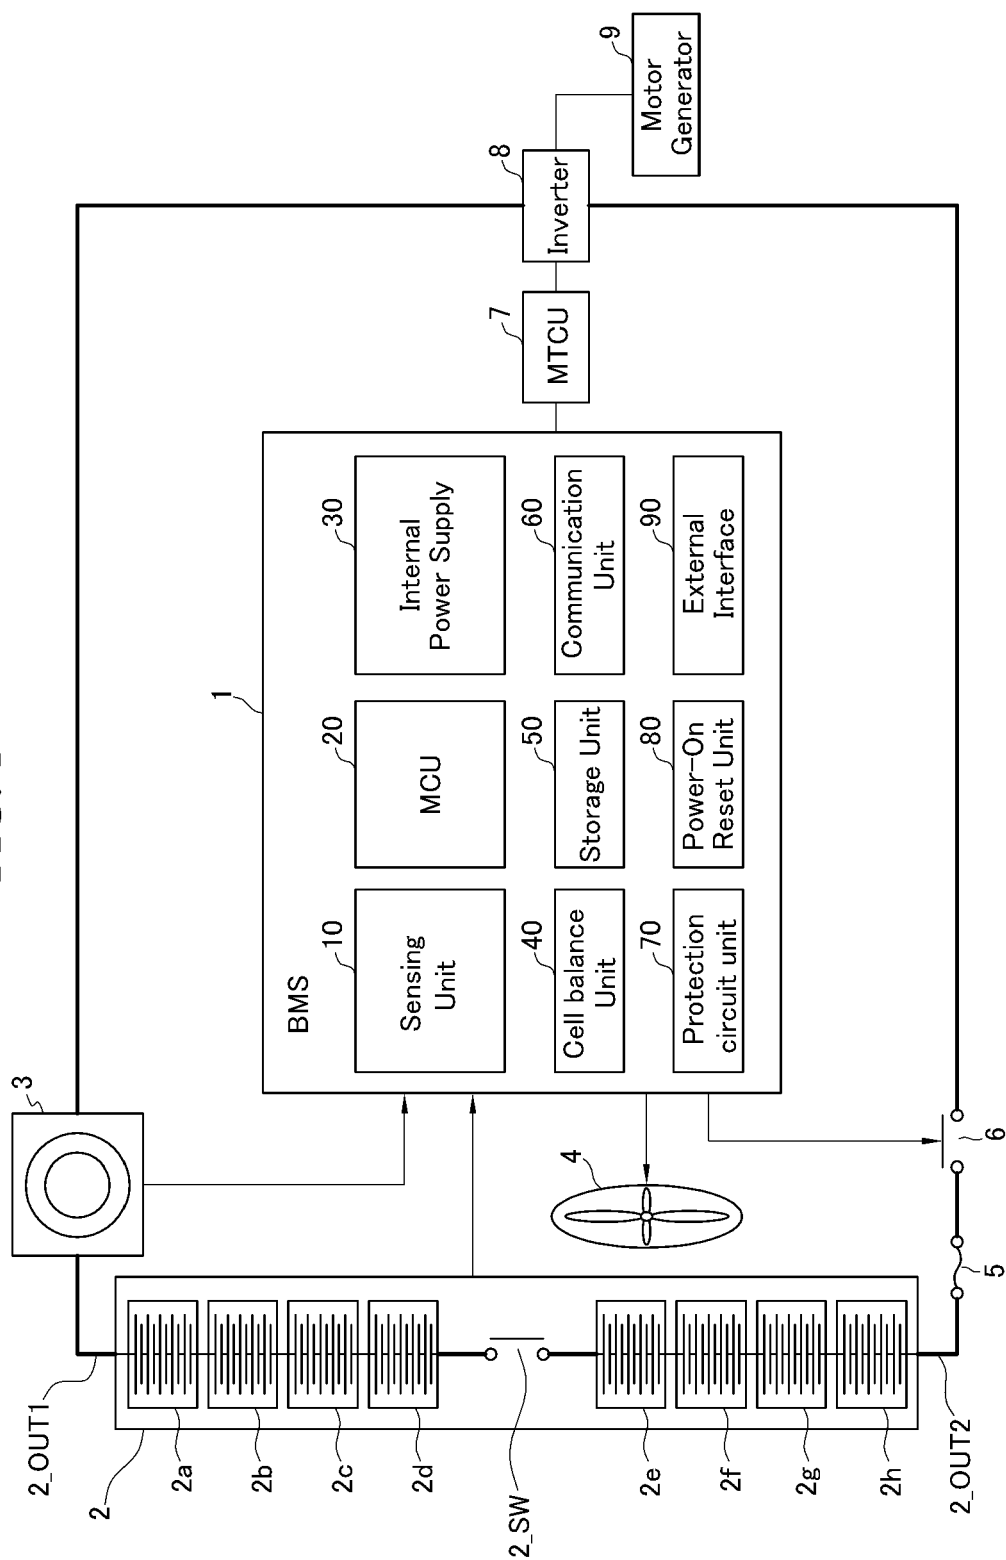 2_OUT1
2
2a
2b
2c
2d
2_SW
2e
2f
2g
2h
2_OUT2
3
4
5
6
1
BMS
10
Sensing
Unit
20
MCU
30
Internal
Power Supply
40
Cell balance
Unit
50
Storage Unit
60
Communication
Unit
70
Protection
circuit unit
80
Power-On
Reset Unit
90
External
Interface
7
MTCU
8
Inverter
9
Motor
Generator